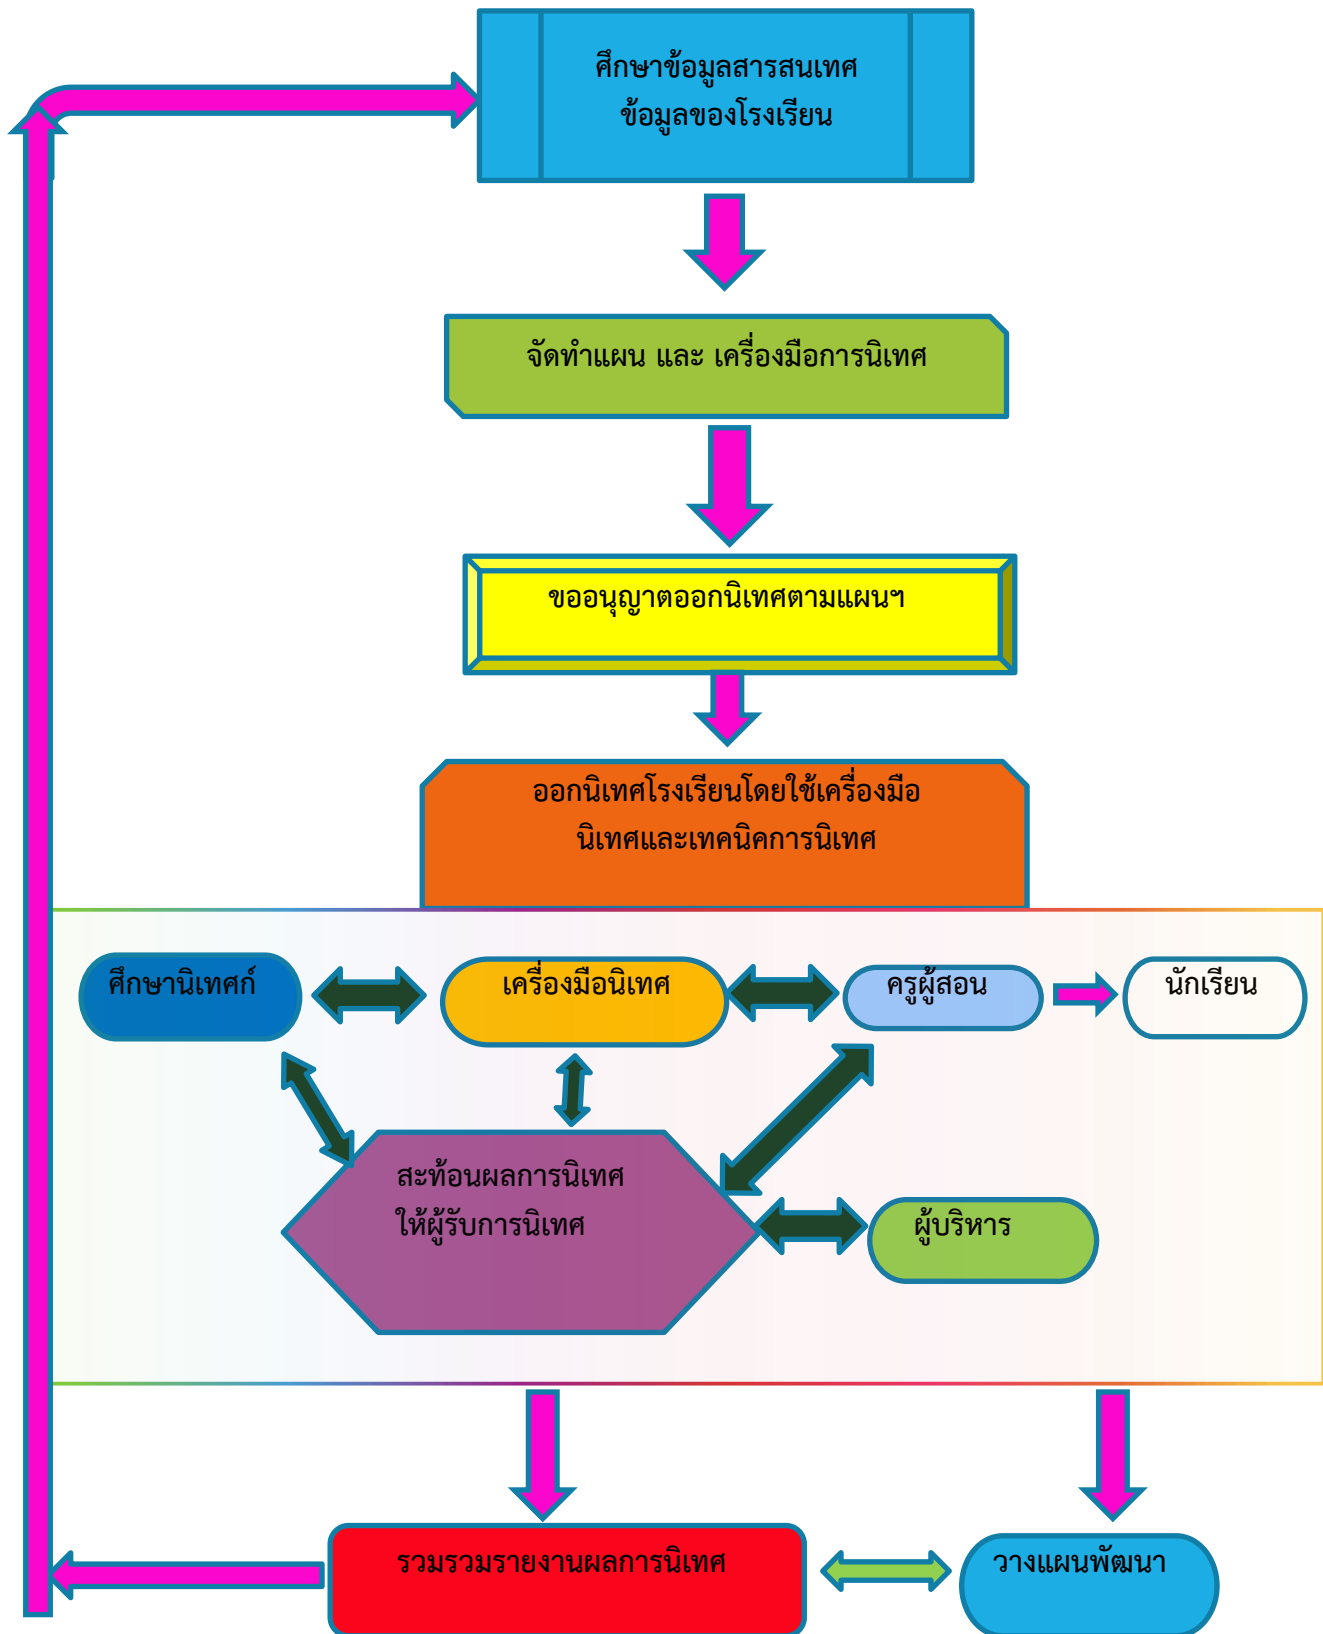 ศึกษาข้อมูลสารสนเทศ
ข้อมูลของโรงเรียน
จัดทำแผน และ เครื่องมือการนิเทศ
ขออนุญาตออกนิเทศตามแผนฯ
ออกนิเทศโรงเรียนโดยใช้เครื่องมือ
นิเทศและเทคนิคการนิเทศ
ศึกษานิเทศก์
เครื่องมือนิเทศ
ครูผู้สอน
นักเรียน
สะท้อนผลการนิเทศ
ให้ผู้รับการนิเทศ
ผู้บริหาร
รวมรวมรายงานผลการนิเทศ
วางแผนพัฒนา